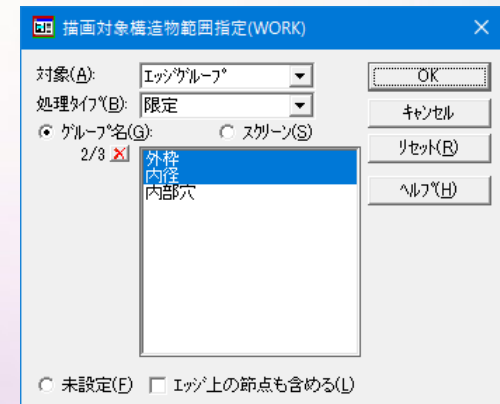 描画対象構造物範囲指定(WORK)
対象(A): ｴｯｼﾞｸﾞﾙｰﾌﾟ OK
処理ﾀｲﾌﾟ(B): 限定 ｷｬﾝｾﾙ
ｸﾞﾙｰﾌﾟ名(G): ｽｸﾘｰﾝ(S) ﾘｾｯﾄ(R)
2/3 外枠
内径 ﾍﾙﾌﾟ(H)
内部穴
未設定(F) ｴｯｼﾞ上の節点も含める(L)